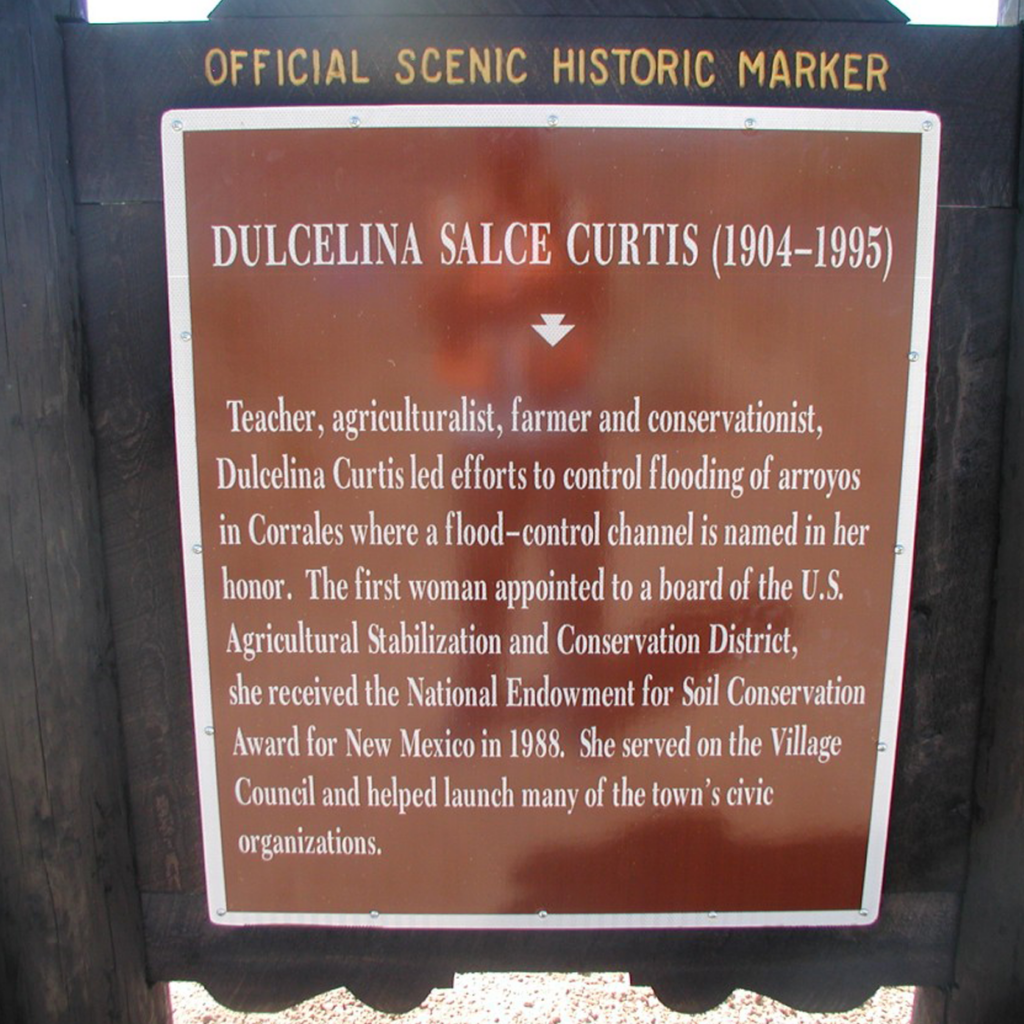 OFFICIAL SCENIC HISTORIC MARKER
DULCELINA SALCE CURTIS (1904–1995)
Teacher, agriculturalist, farmer and conservationist,
Dulcelina Curtis led efforts to control flooding of arroyos
in Corrales where a flood–control channel is named in her
honor. The first woman appointed to a board of the U.S.
Agricultural Stabilization and Conservation District,
she received the National Endowment for Soil Conservation
Award for New Mexico in 1988. She served on the Village
Council and helped launch many of the town's civic
organizations.